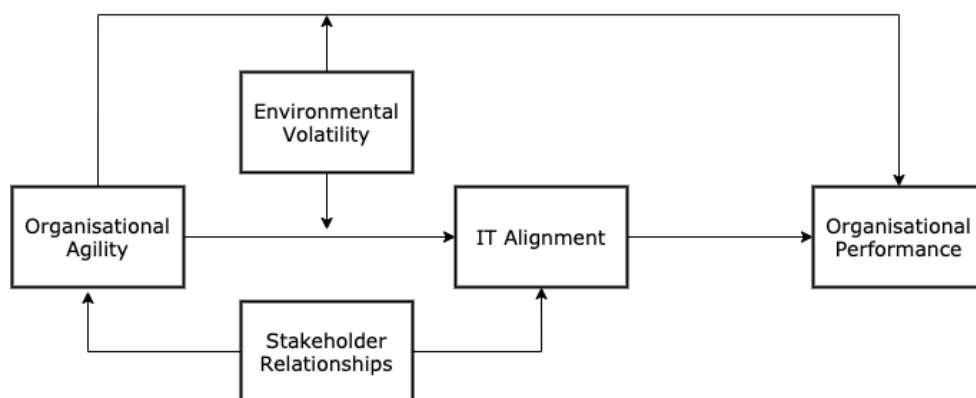 Environmental
Volatility
Organisational
Agility
IT Alignment
Organisational
Performance
Stakeholder
Relationships